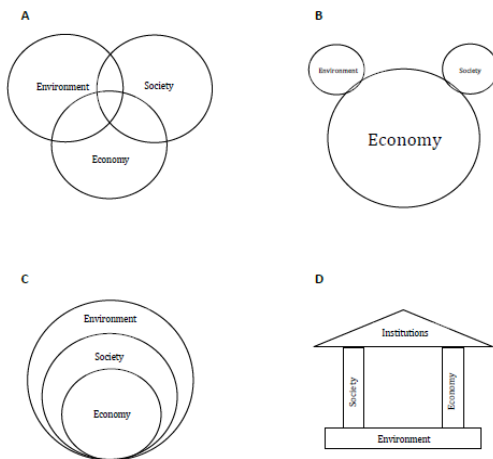 A
B
Environment
Society
Economy
Environment
Society
Economy
C
D
Environment
Society
Economy
Institutions
Society
Economy
Environment